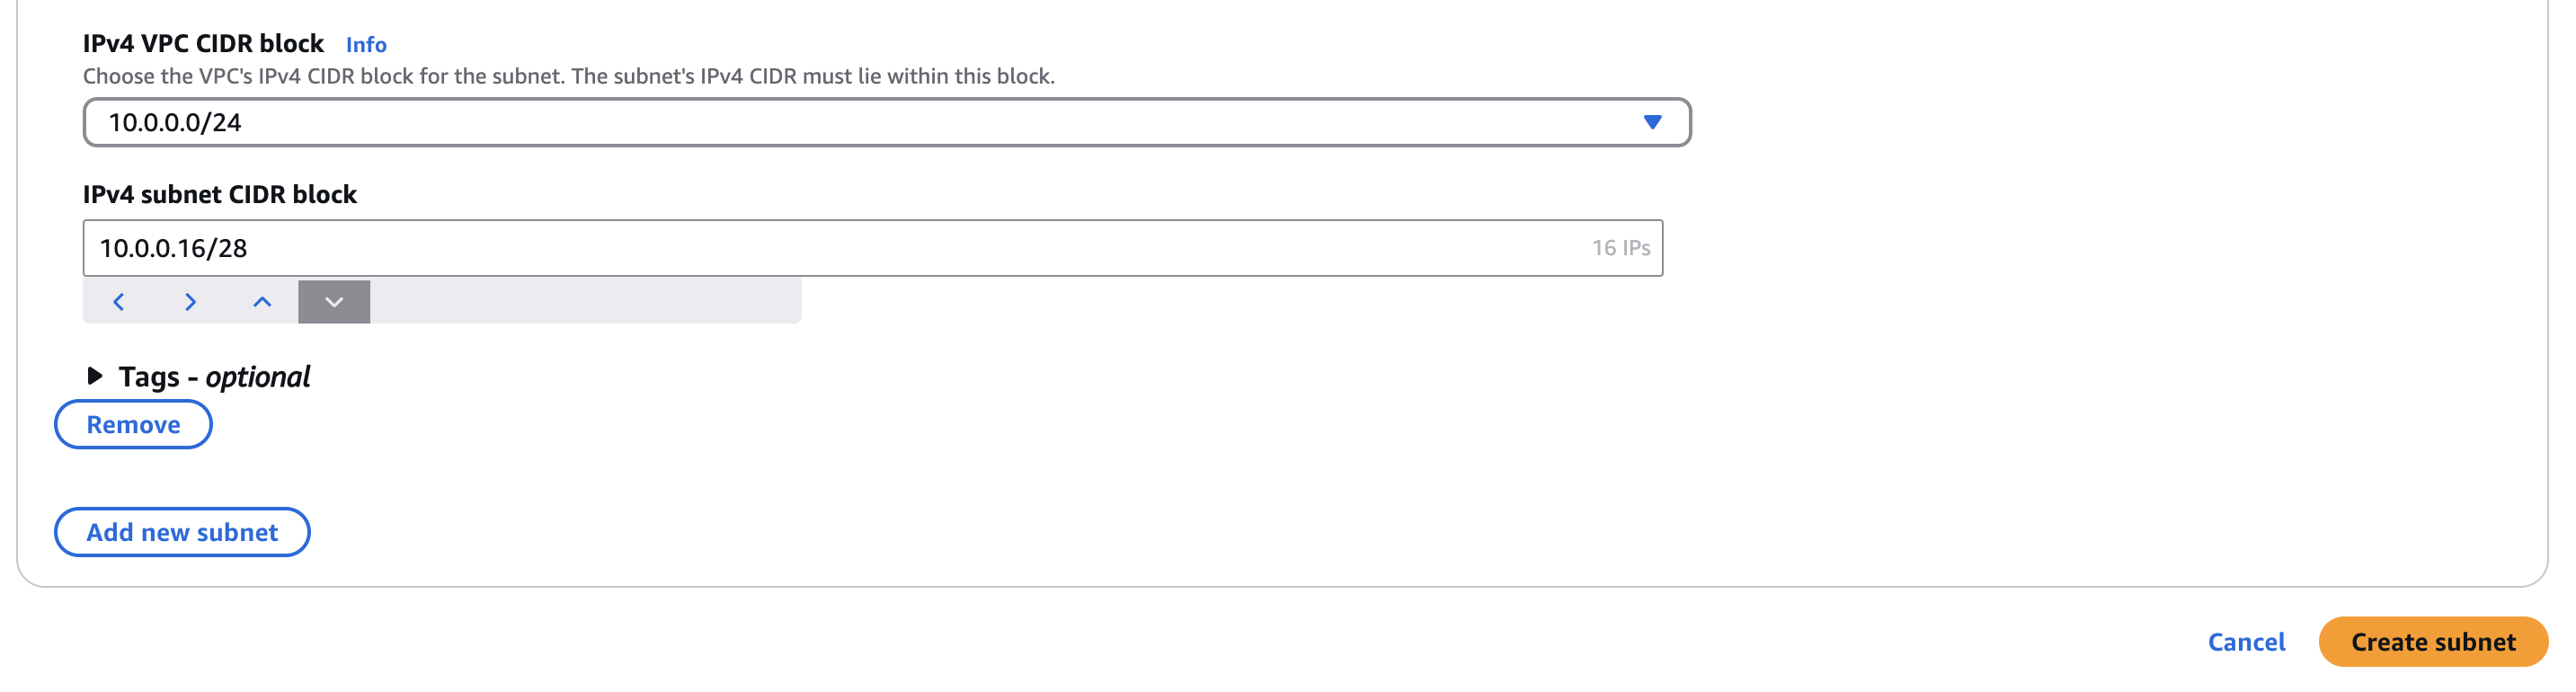 IPv4 VPC CIDR block Info
Choose the VPC's IPv4 CIDR block for the subnet. The subnet's IPv4 CIDR must lie within this block.
10.0.0.0/24
IPv4 subnet CIDR block
10.0.0.16/28 16 IPs
Tags - optional
Remove
Add new subnet
Cancel Create subnet